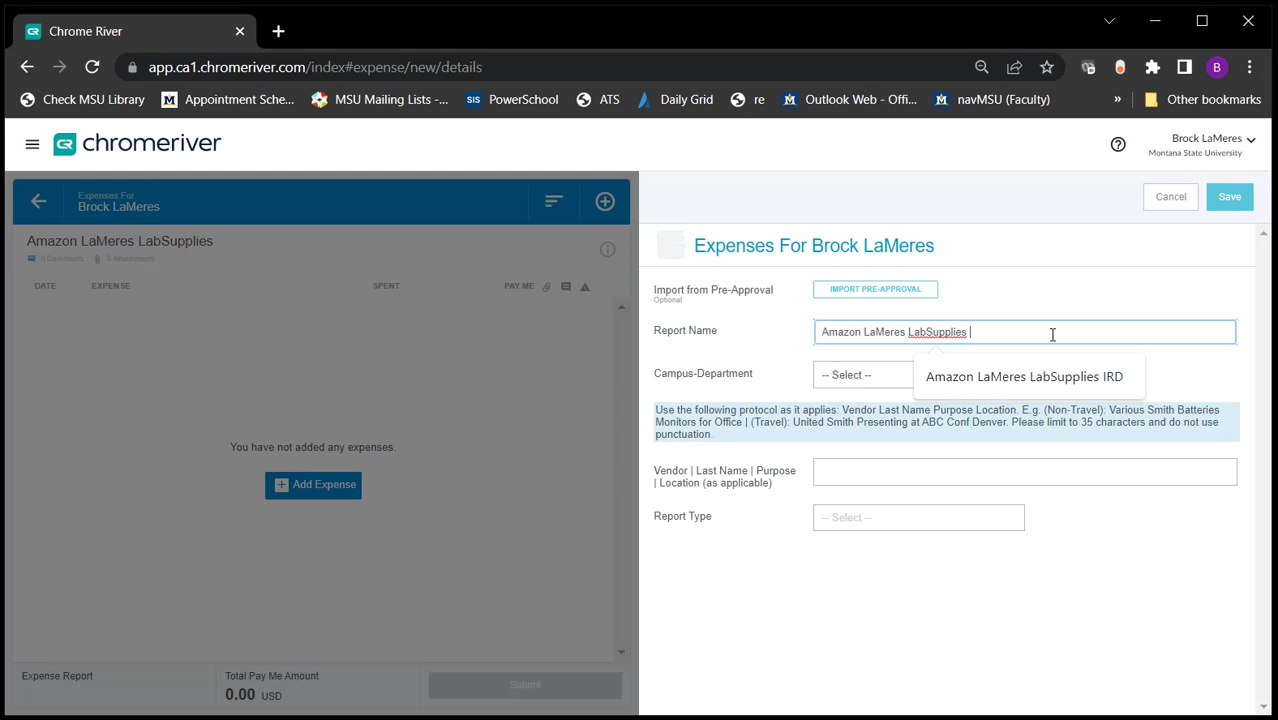 Chrome River
app.ca1.chromeriver.com/index#expense/new/details
B
Check MSU Library
Appointment Sche...
MSU Mailing Lists -...
SIS PowerSchool
ATS
Daily Grid
re
Outlook Web - Offi...
navMSU (Faculty)
»
Other bookmarks
CR chromeriver
Brock LaMeres
Montana State University
Expenses For
Brock LaMeres
Cancel
Save
Amazon LaMeres LabSupplies
0 Comments 0 Attachments
DATE EXPENSE SPENT PAY ME
You have not added any expenses.
Add Expense
Expense Report
Total Pay Me Amount
0.00 USD
Submit
Expenses For Brock LaMeres
Import from Pre-Approval
Optional
IMPORT PRE-APPROVAL
Report Name
Amazon LaMeres LabSupplies
Amazon LaMeres LabSupplies IRD
Campus-Department
-- Select --
Use the following protocol as it applies: Vendor Last Name Purpose Location. E.g. (Non-Travel): Various Smith Batteries
Monitors for Office | (Travel): United Smith Presenting at ABC Conf Denver. Please limit to 35 characters and do not use
punctuation.
Vendor | Last Name | Purpose
| Location (as applicable)
Report Type
-- Select --